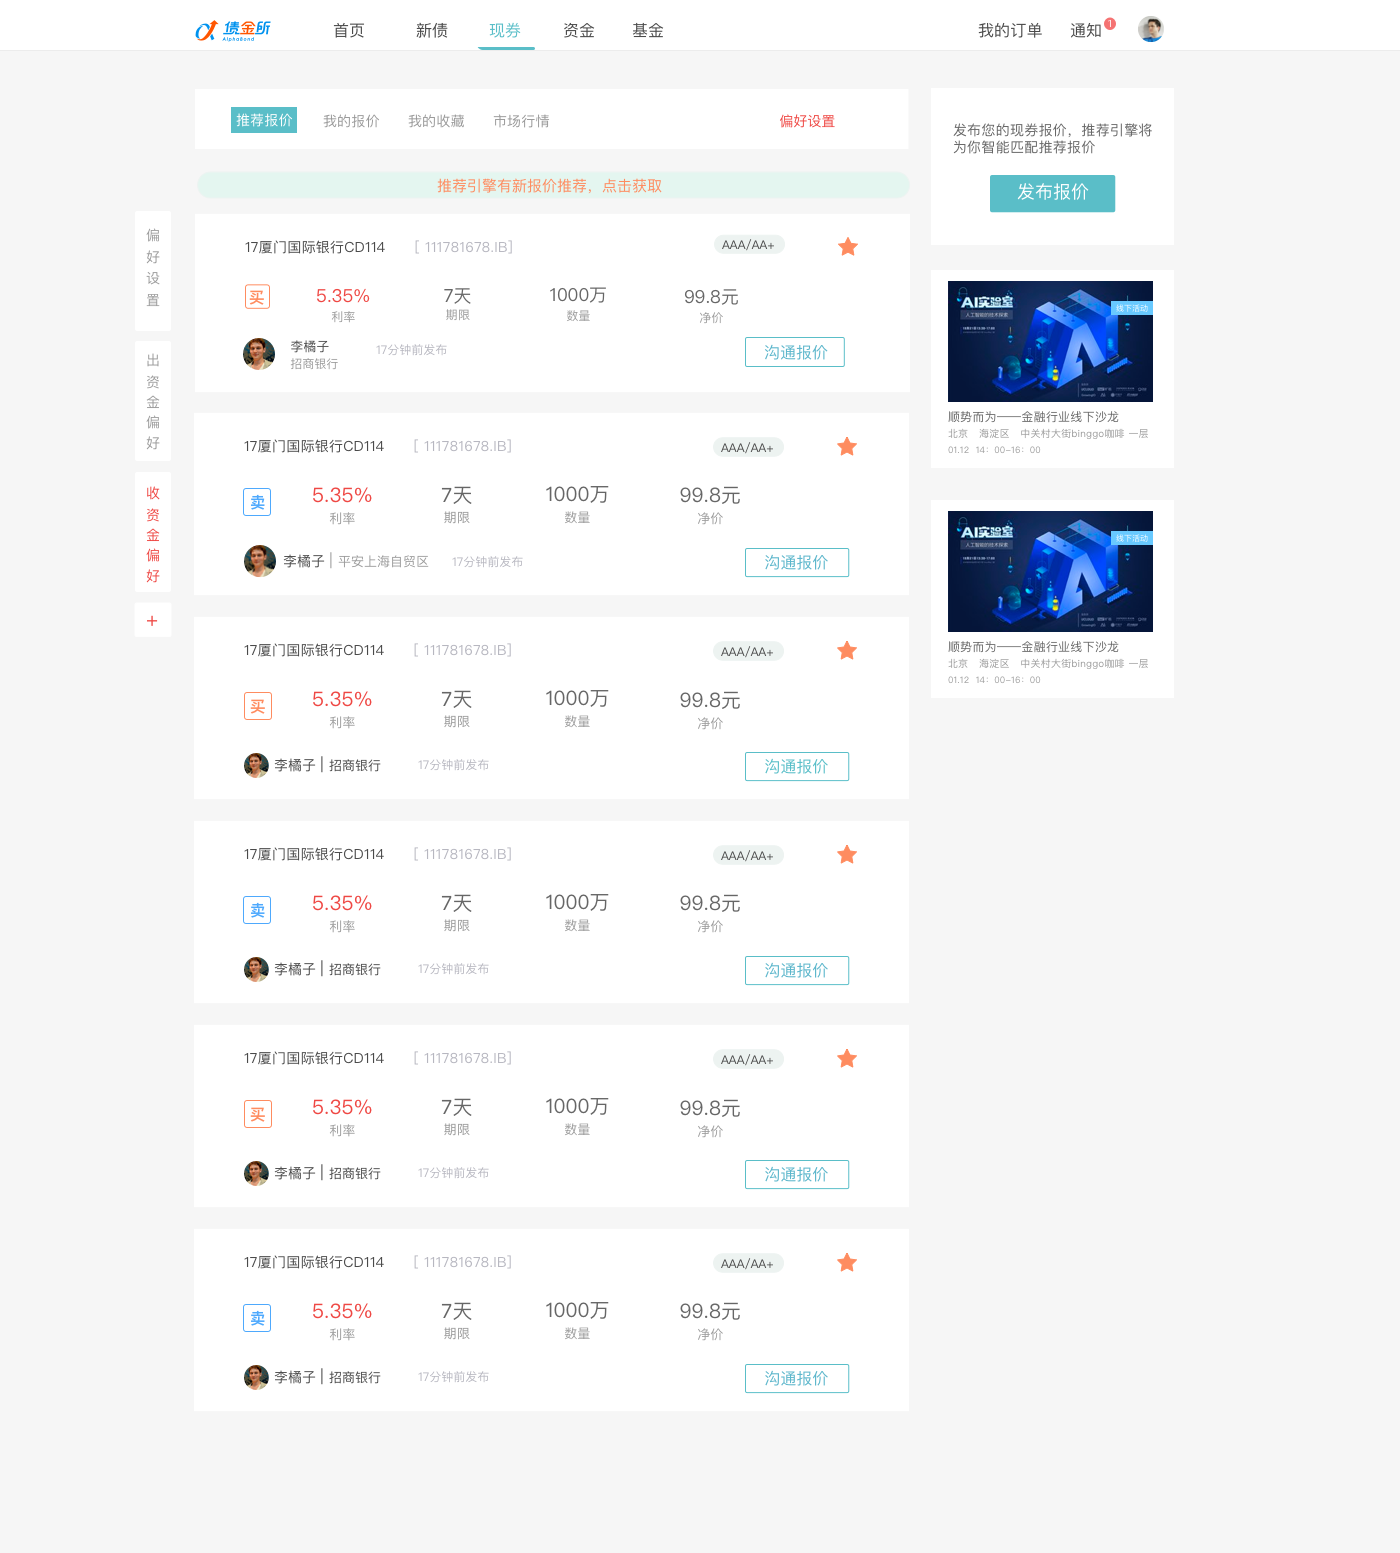 债金所
AlphaBond
首页 新债 现券 资金 基金 我的订单 通知 1
推荐报价 我的报价 我的收藏 市场行情 偏好设置
推荐引擎有新报价推荐，点击获取
偏好设置
出资金偏好
收资金偏好
+
17厦门国际银行CD114 [ 111781678.IB] AAA/AA+
买 5.35% 7天 1000万 99.8元
利率 期限 数量 净价
李橘子 17分钟前发布 沟通报价
招商银行
17厦门国际银行CD114 [ 111781678.IB] AAA/AA+
卖 5.35% 7天 1000万 99.8元
利率 期限 数量 净价
李橘子 | 平安上海自贸区 17分钟前发布 沟通报价
17厦门国际银行CD114 [ 111781678.IB] AAA/AA+
买 5.35% 7天 1000万 99.8元
利率 期限 数量 净价
李橘子 | 招商银行 17分钟前发布 沟通报价
17厦门国际银行CD114 [ 111781678.IB] AAA/AA+
卖 5.35% 7天 1000万 99.8元
利率 期限 数量 净价
李橘子 | 招商银行 17分钟前发布 沟通报价
17厦门国际银行CD114 [ 111781678.IB] AAA/AA+
买 5.35% 7天 1000万 99.8元
利率 期限 数量 净价
李橘子 | 招商银行 17分钟前发布 沟通报价
17厦门国际银行CD114 [ 111781678.IB] AAA/AA+
卖 5.35% 7天 1000万 99.8元
利率 期限 数量 净价
李橘子 | 招商银行 17分钟前发布 沟通报价
发布您的现券报价，推荐引擎将
为你智能匹配推荐报价
发布报价
AI实验室
人工智能的技术探索
线下活动
顺势而为——金融行业线下沙龙
北京 海淀区 中关村大街binggo咖啡 一层
01.12 14：00-16：00
AI实验室
人工智能的技术探索
线下活动
顺势而为——金融行业线下沙龙
北京 海淀区 中关村大街binggo咖啡 一层
01.12 14：00-16：00